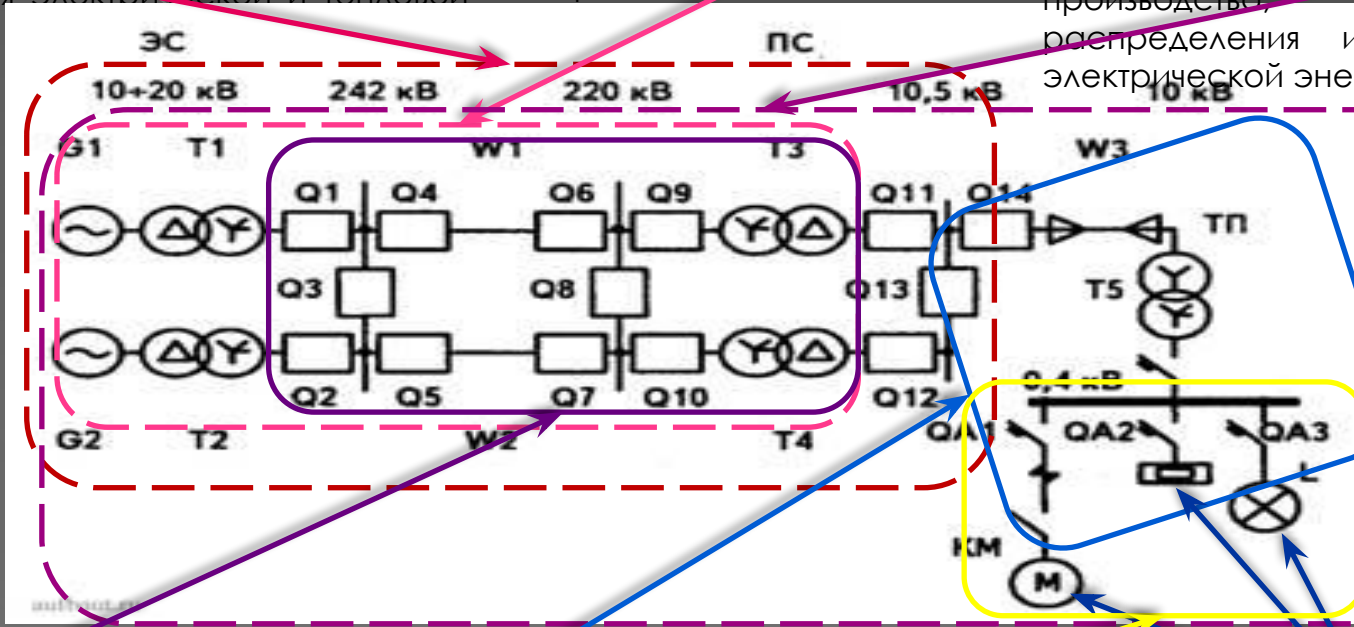 электрической и тепловой
производство,
распределения и
электрической эне
ЭС ПС
10÷20 кВ 242 кВ 220 кВ 10,5 кВ 10 кВ
G1 T1 W1 T3 W3
Q1 Q4 Q6 Q9 Q11 Q14
ТП
Q3 Q8 Q13 T5
Q2 Q5 Q7 Q10 Q12
0,4 кВ
G2 T2 W2 T4 QA1 QA2 QA3
L
KM
M